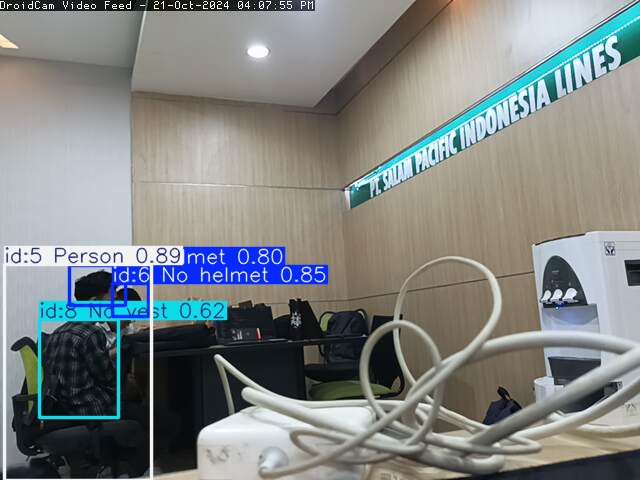 DroidCam Video Feed - 21-Oct-2024 04:07:55 PM
PT. SALAM PACIFIC INDONESIA LINES
id:5 Person 0.89
met 0.80
id:6 No helmet 0.85
id:8 No vest 0.62